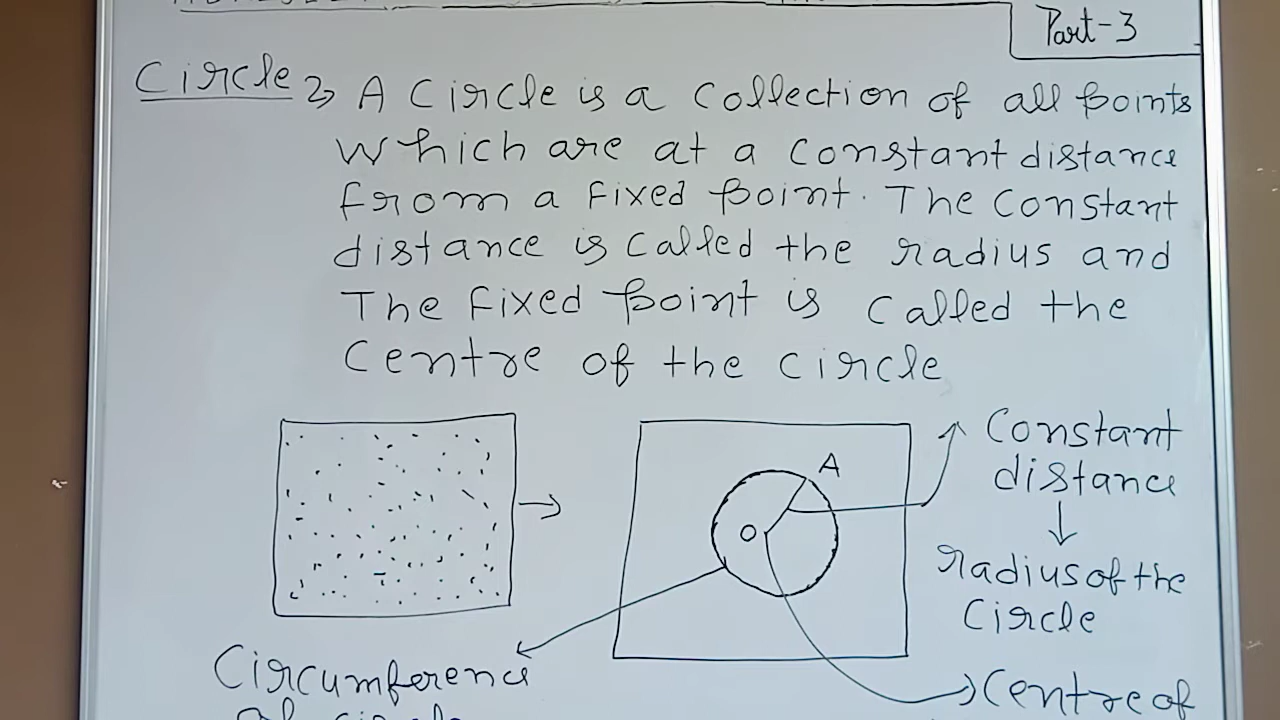 Part-3
Circle → A Circle is a Collection of all points
Which are at a Constant distance
From a Fixed point. The Constant
distance is Called the radius and
The Fixed point is Called the
Centre of the Circle
A
O
Constant
distance
↓
radius of the
Circle
Circumference
of circle
Centre of